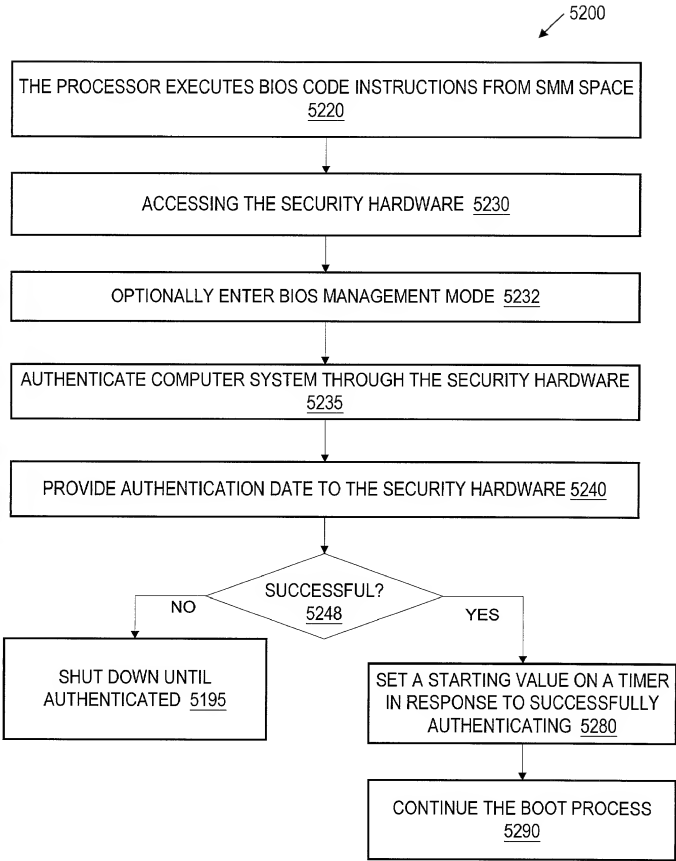 5200
THE PROCESSOR EXECUTES BIOS CODE INSTRUCTIONS FROM SMM SPACE
5220
ACCESSING THE SECURITY HARDWARE 5230
OPTIONALLY ENTER BIOS MANAGEMENT MODE 5232
AUTHENTICATE COMPUTER SYSTEM THROUGH THE SECURITY HARDWARE
5235
PROVIDE AUTHENTICATION DATE TO THE SECURITY HARDWARE 5240
SUCCESSFUL?
5248
NO
YES
SHUT DOWN UNTIL
AUTHENTICATED 5195
SET A STARTING VALUE ON A TIMER
IN RESPONSE TO SUCCESSFULLY
AUTHENTICATING 5280
CONTINUE THE BOOT PROCESS
5290